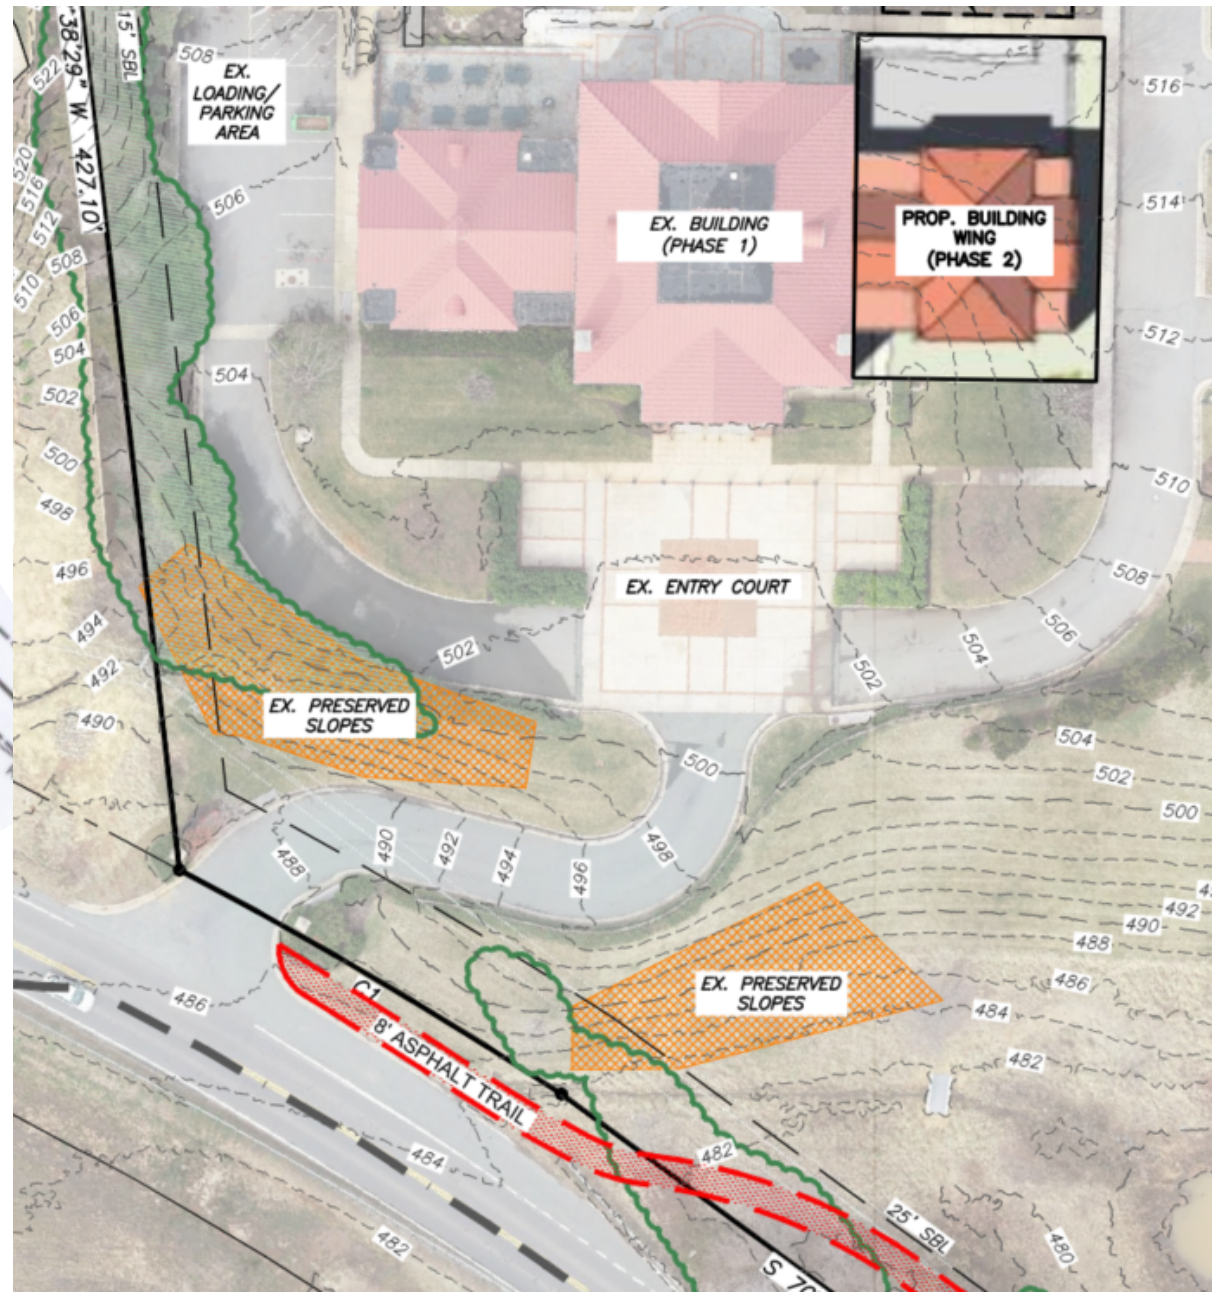 508
EX.
LOADING/
PARKING
AREA
15' SBL
°38'29" W 427.10'
522
520
516
512
508
510
506
504
502
500
498
496
494
492
490
506
504
EX. BUILDING
(PHASE 1)
PROP. BUILDING
WING
(PHASE 2)
516
514
512
510
508
506
504
502
EX. ENTRY COURT
502
EX. PRESERVED
SLOPES
500
504
502
500
498
488
490
492
494
496
492
490
488
486
484
482
EX. PRESERVED
SLOPES
486
C1
8' ASPHALT TRAIL
484
482
482
25' SBL
480